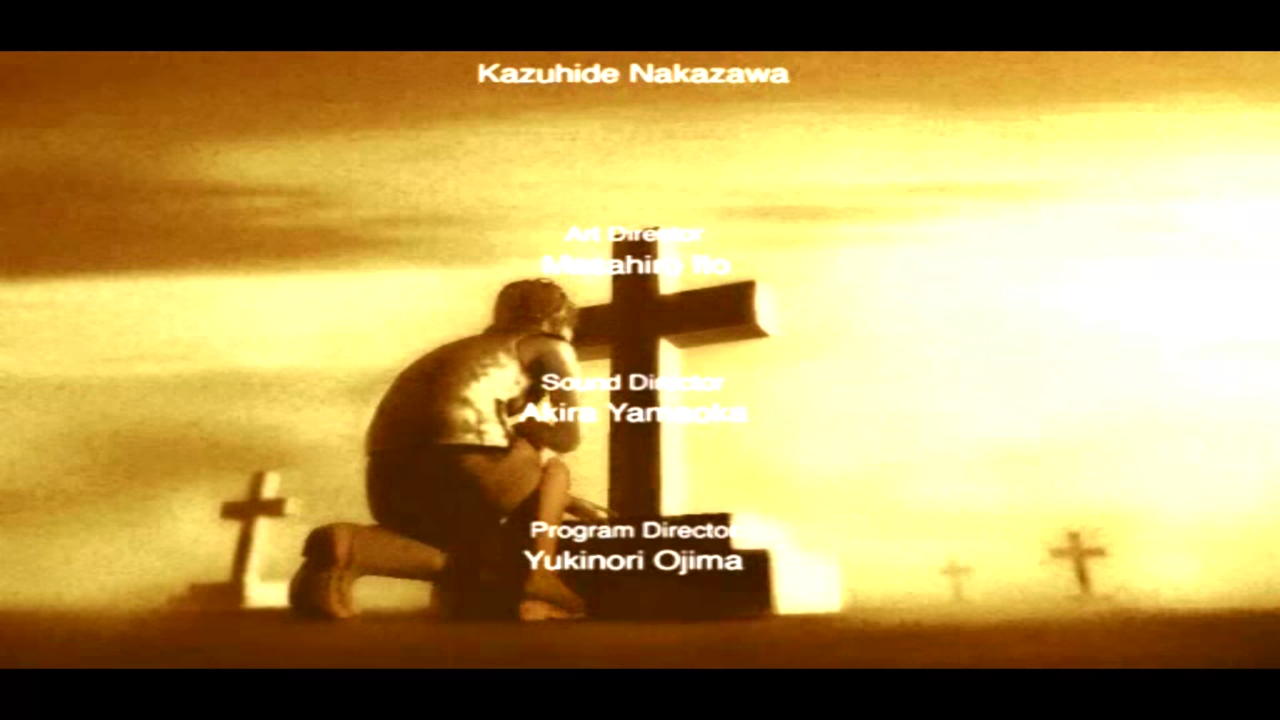 Kazuhide Nakazawa
Art Director
Masahiro Ito
Sound Director
Akira Yamaoka
Program Director
Yukinori Ojima